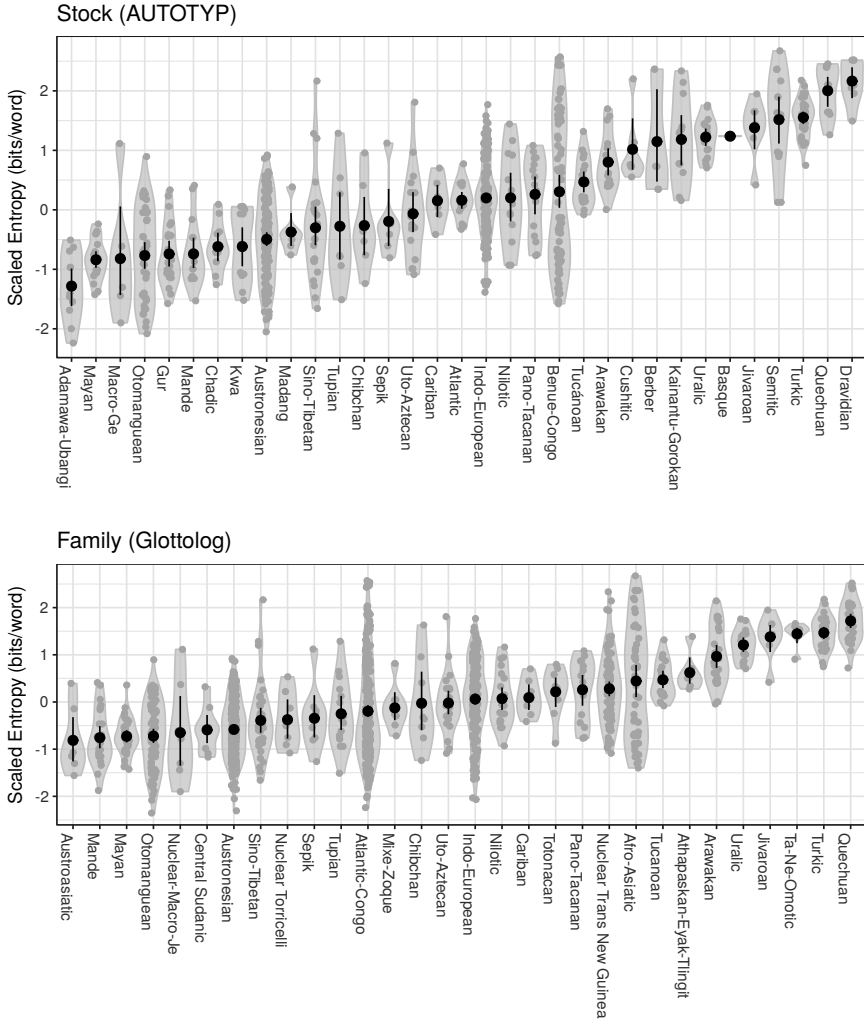 Stock (AUTOTYP)
Scaled Entropy (bits/word)
2
1
0
-1
-2
Adamawa-Ubangi
Mayan
Macro-Ge
Otomanguean
Gur
Mande
Chadic
Kwa
Austronesian
Madang
Sino-Tibetan
Tupian
Chibchan
Sepik
Uto-Aztecan
Cariban
Atlantic
Indo-European
Nilotic
Pano-Tacanan
Benue-Congo
Tucánoan
Arawakan
Cushitic
Berber
Kainantu-Gorokan
Uralic
Basque
Jivaroan
Semitic
Turkic
Quechuan
Dravidian
Family (Glottolog)
Scaled Entropy (bits/word)
2
1
0
-1
-2
Austroasiatic
Mande
Mayan
Otomanguean
Nuclear-Macro-Je
Central Sudanic
Austronesian
Sino-Tibetan
Nuclear Torricelli
Sepik
Tupian
Atlantic-Congo
Mixe-Zoque
Chibchan
Uto-Aztecan
Indo-European
Nilotic
Cariban
Totonacan
Pano-Tacanan
Nuclear Trans New Guinea
Afro-Asiatic
Tucanoan
Athapaskan-Eyak-Tlingit
Arawakan
Uralic
Jivaroan
Ta-Ne-Omotic
Turkic
Quechuan